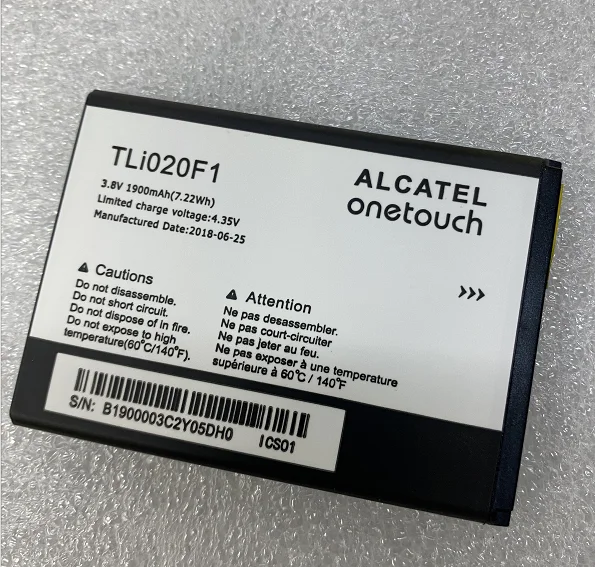 TLi020F1
3.8V 1900mAh(7.22Wh)
Limited charge voltage:4.35V
Manufactured Date:2018-06-25
ALCATEL
onetouch
Cautions
Do not disassemble.
Do not short circuit.
Do not dispose of in fire.
Do not expose to high
temperature(60℃/140℉).
Attention
Ne pas desassembler.
Ne pas court-circuiter
Ne pas jeter au feu.
Ne pas exposer à une température
supérieure à 60℃ / 140℉
S/N: B1900003C2Y05DH0 ICS01